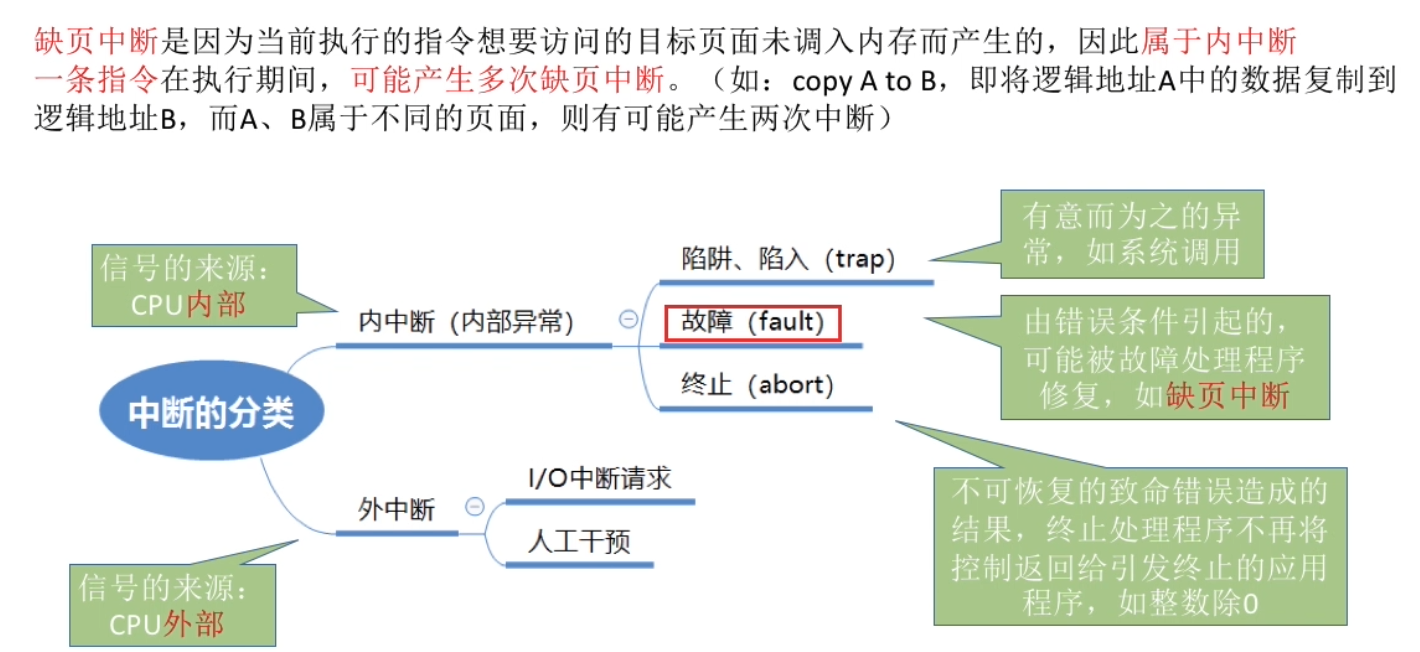 缺页中断是因为当前执行的指令想要访问的目标页面未调入内存而产生的，因此属于内中断
一条指令在执行期间，可能产生多次缺页中断。（如：copy A to B，即将逻辑地址A中的数据复制到
逻辑地址B，而A、B属于不同的页面，则有可能产生两次中断）
有意而为之的异
常，如系统调用
信号的来源：
CPU内部
陷阱、陷入（trap）
内中断（内部异常）
故障（fault）
由错误条件引起的，
可能被故障处理程序
修复，如缺页中断
终止（abort）
中断的分类
I/O中断请求
外中断
人工干预
不可恢复的致命错误造成的
结果，终止处理程序不再将
控制返回给引发终止的应用
程序，如整数除0
信号的来源：
CPU外部